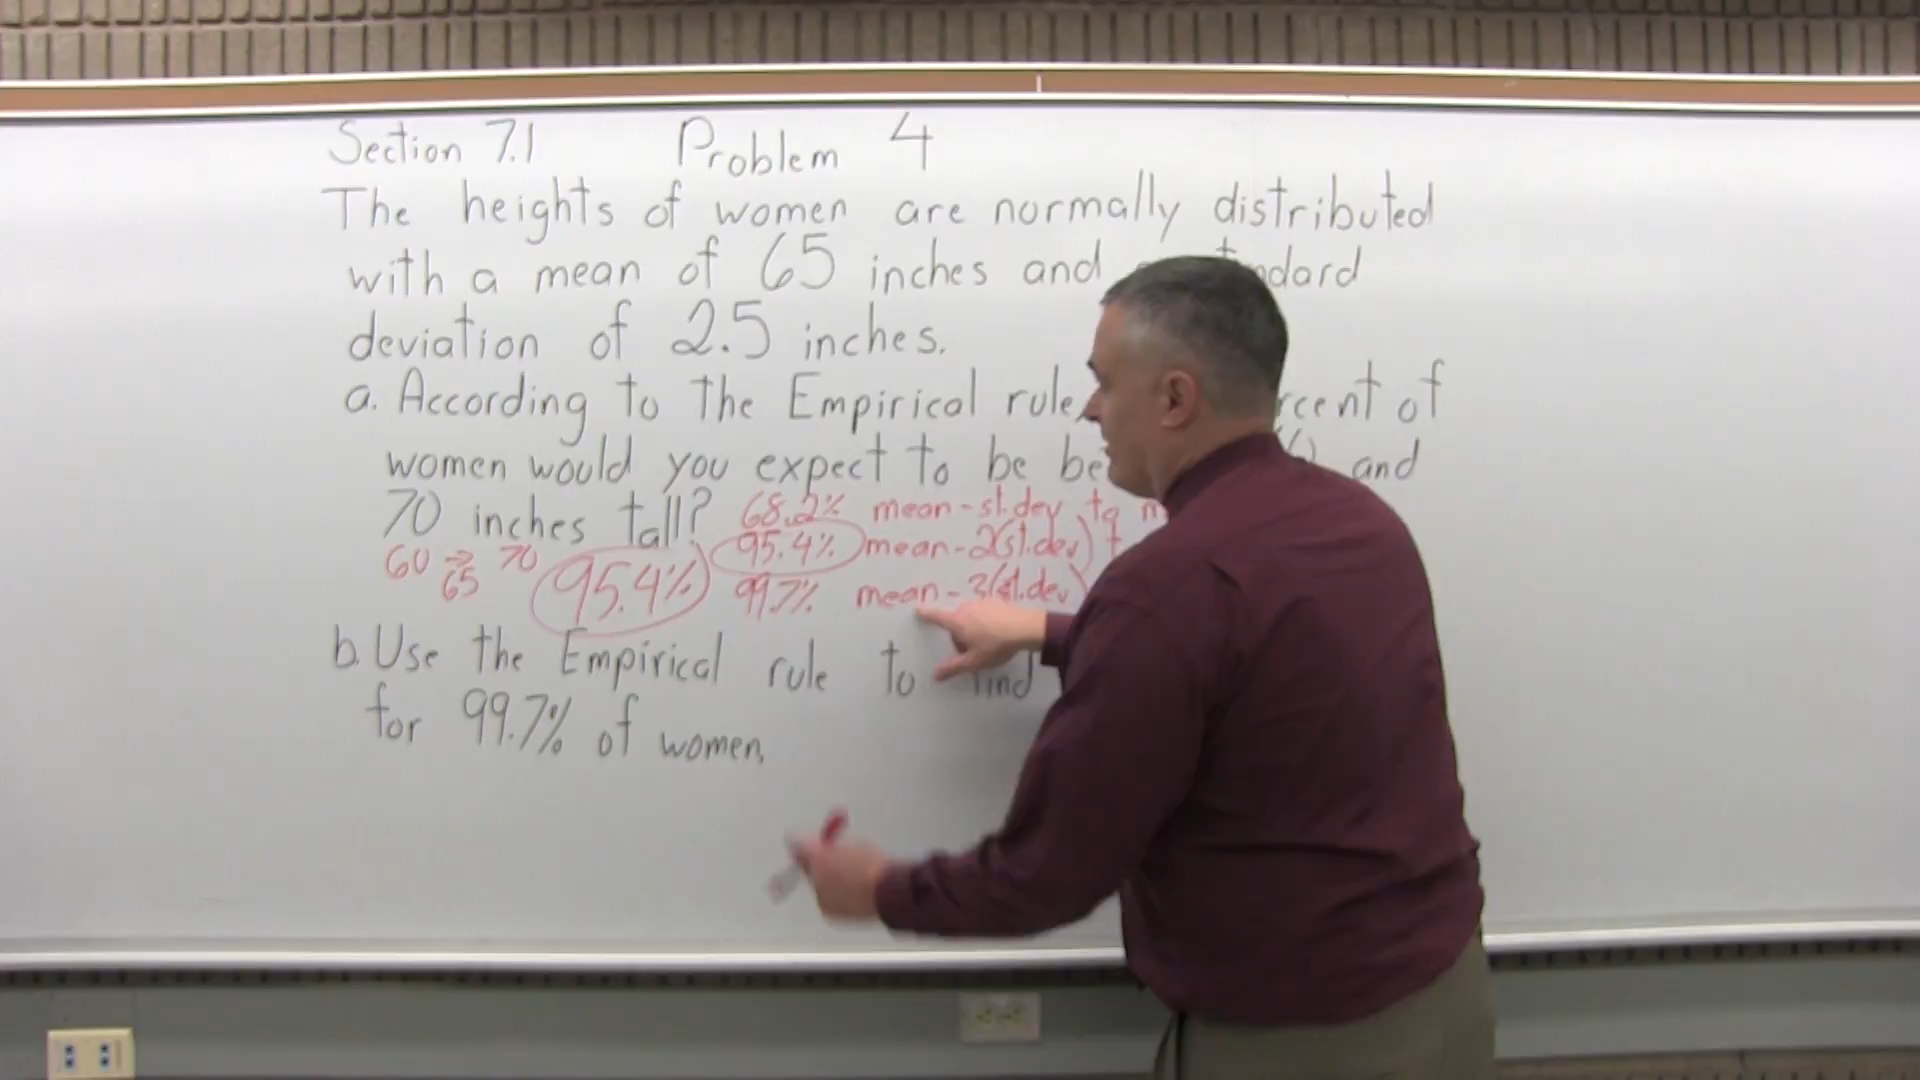 Section 7.1 Problem 4
The heights of women are normally distributed
with a mean of 65 inches and
deviation of 2.5 inches.
a. According to the Empirical rule, of
women would you expect to be and
70 inches tall? 68.2% mean - st.dev to
60 → 70 95.4% mean - 2(st.dev)
65 95.4% 99.7% mean - 3(st.dev)
b. Use the Empirical rule to
for 99.7% of women.